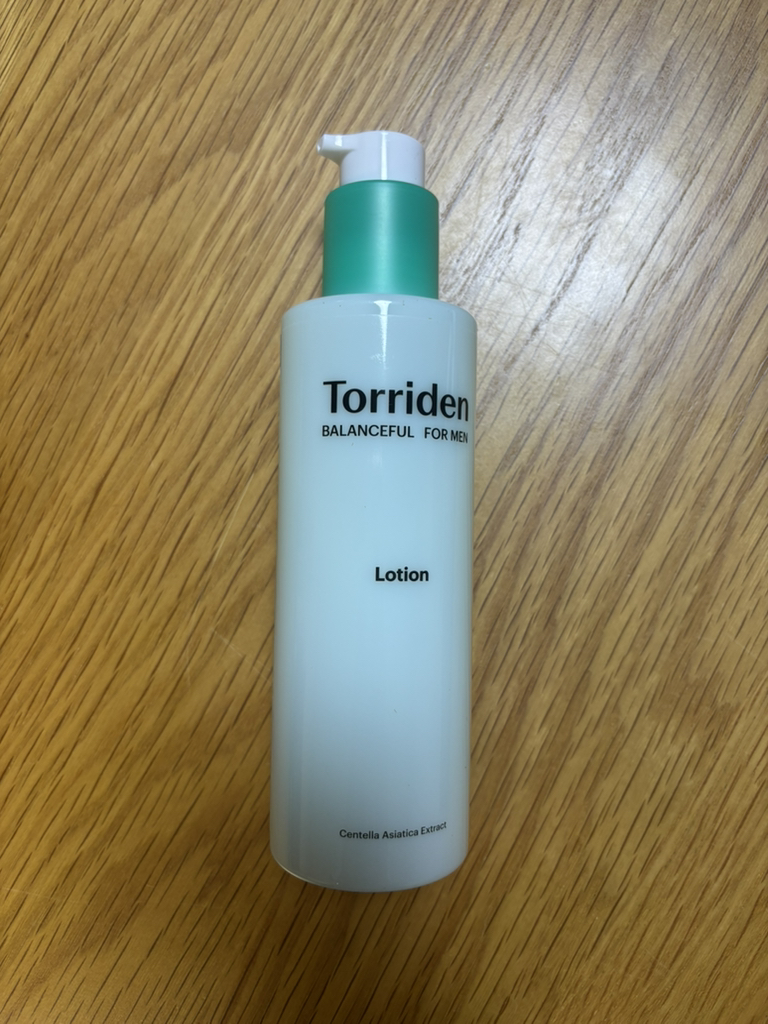 Torriden
BALANCEFUL FOR MEN
Lotion
Centella Asiatica Extract